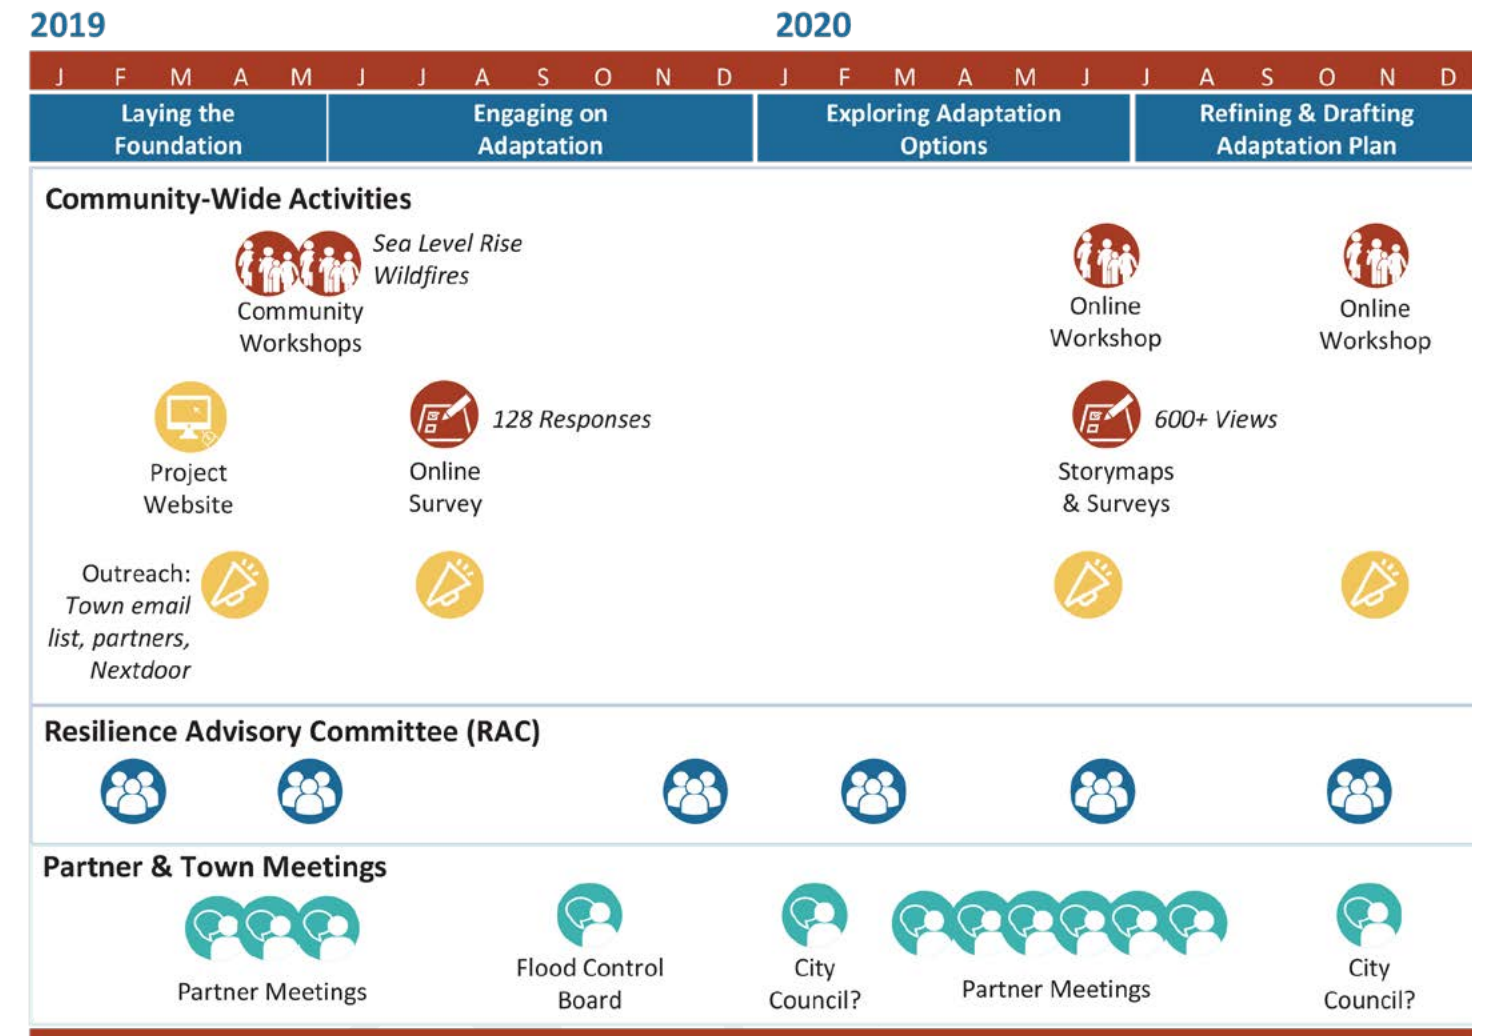 2019 2020
J F M A M J J A S O N D J F M A M J J A S O N D
Laying the
Foundation
Engaging on
Adaptation
Exploring Adaptation
Options
Refining & Drafting
Adaptation Plan
Community-Wide Activities
Sea Level Rise
Wildfires
Community
Workshops
Online
Workshop
Online
Workshop
Project
Website
128 Responses
Online
Survey
600+ Views
Storymaps
& Surveys
Outreach:
Town email
list, partners,
Nextdoor
Resilience Advisory Committee (RAC)
Partner & Town Meetings
Partner Meetings
Flood Control
Board
City
Council?
Partner Meetings
City
Council?